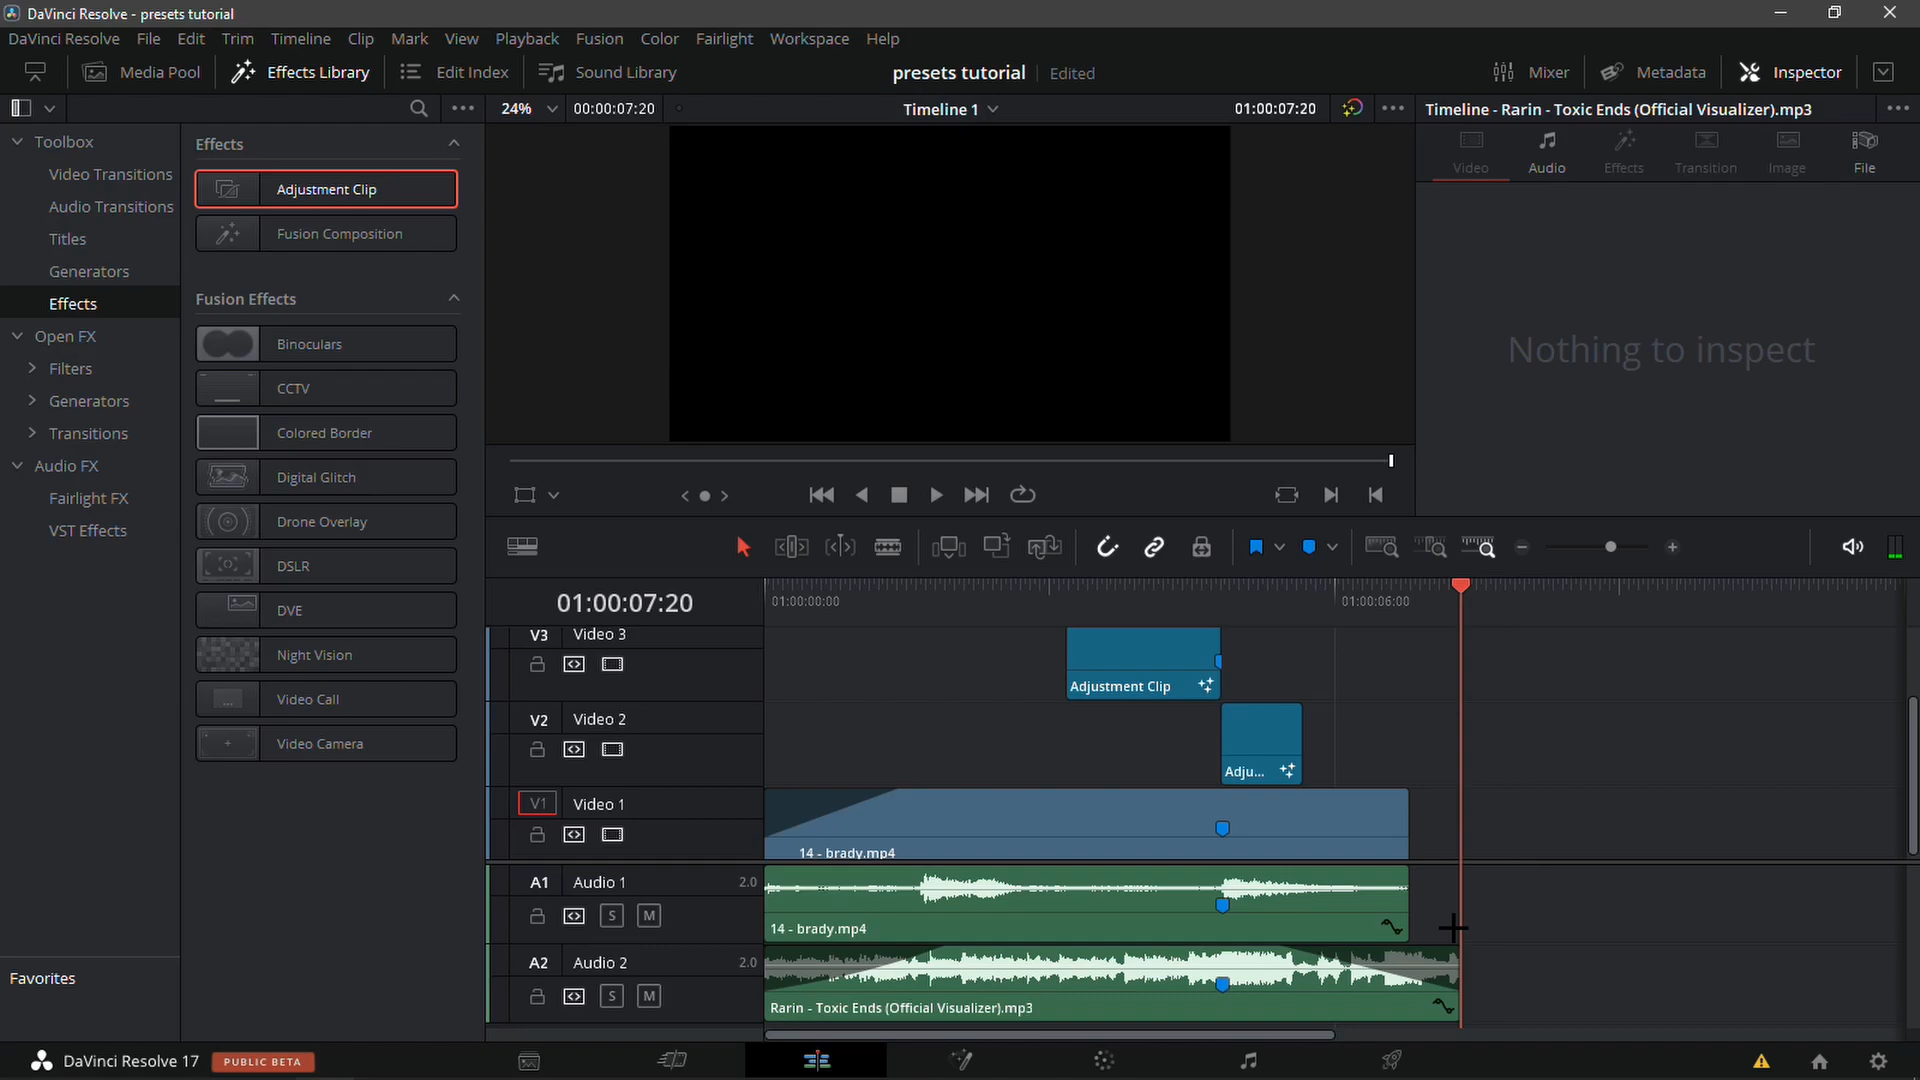 DaVinci Resolve - presets tutorial
DaVinci Resolve File Edit Trim Timeline Clip Mark View Playback Fusion Color Fairlight Workspace Help
Media Pool Effects Library Edit Index Sound Library presets tutorial Edited Mixer Metadata Inspector
24% 00:00:07:20 Timeline 1 01:00:07:20 Timeline - Rarin - Toxic Ends (Official Visualizer).mp3
Video Audio Effects Transition Image File
Nothing to inspect
Toolbox
Video Transitions
Audio Transitions
Titles
Generators
Effects
Open FX
Filters
Generators
Transitions
Audio FX
Fairlight FX
VST Effects
Favorites
Effects
Adjustment Clip
Fusion Composition
Fusion Effects
Binoculars
CCTV
Colored Border
Digital Glitch
Drone Overlay
DSLR
DVE
Night Vision
Video Call
Video Camera
01:00:07:20 01:00:00:00 01:00:06:00
V3 Video 3
Adjustment Clip
V2 Video 2
Adju...
V1 Video 1
14 - brady.mp4
A1 Audio 1 2.0
S M
14 - brady.mp4
A2 Audio 2 2.0
S M
Rarin - Toxic Ends (Official Visualizer).mp3
DaVinci Resolve 17 PUBLIC BETA